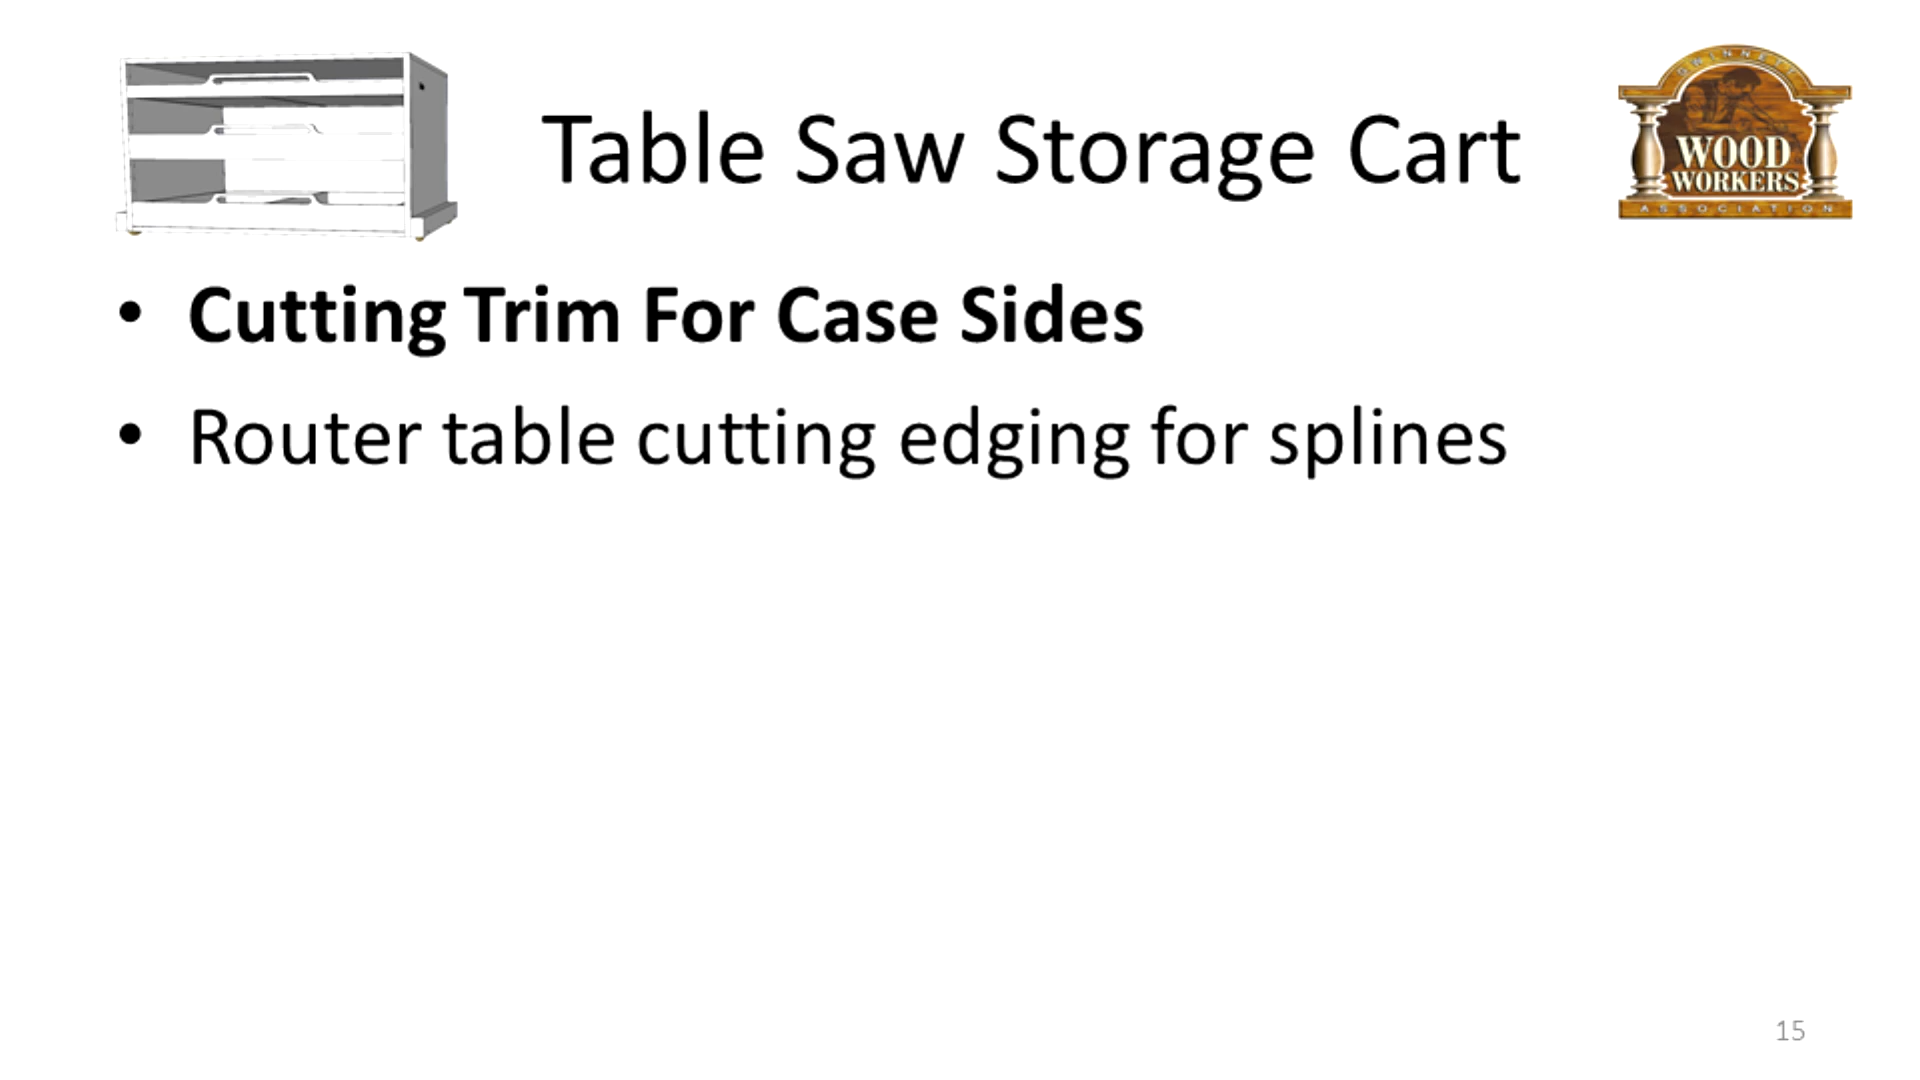 Table Saw Storage Cart
GWINNETT
WOOD
WORKERS
ASSOCIATION
• Cutting Trim For Case Sides
• Router table cutting edging for splines
15